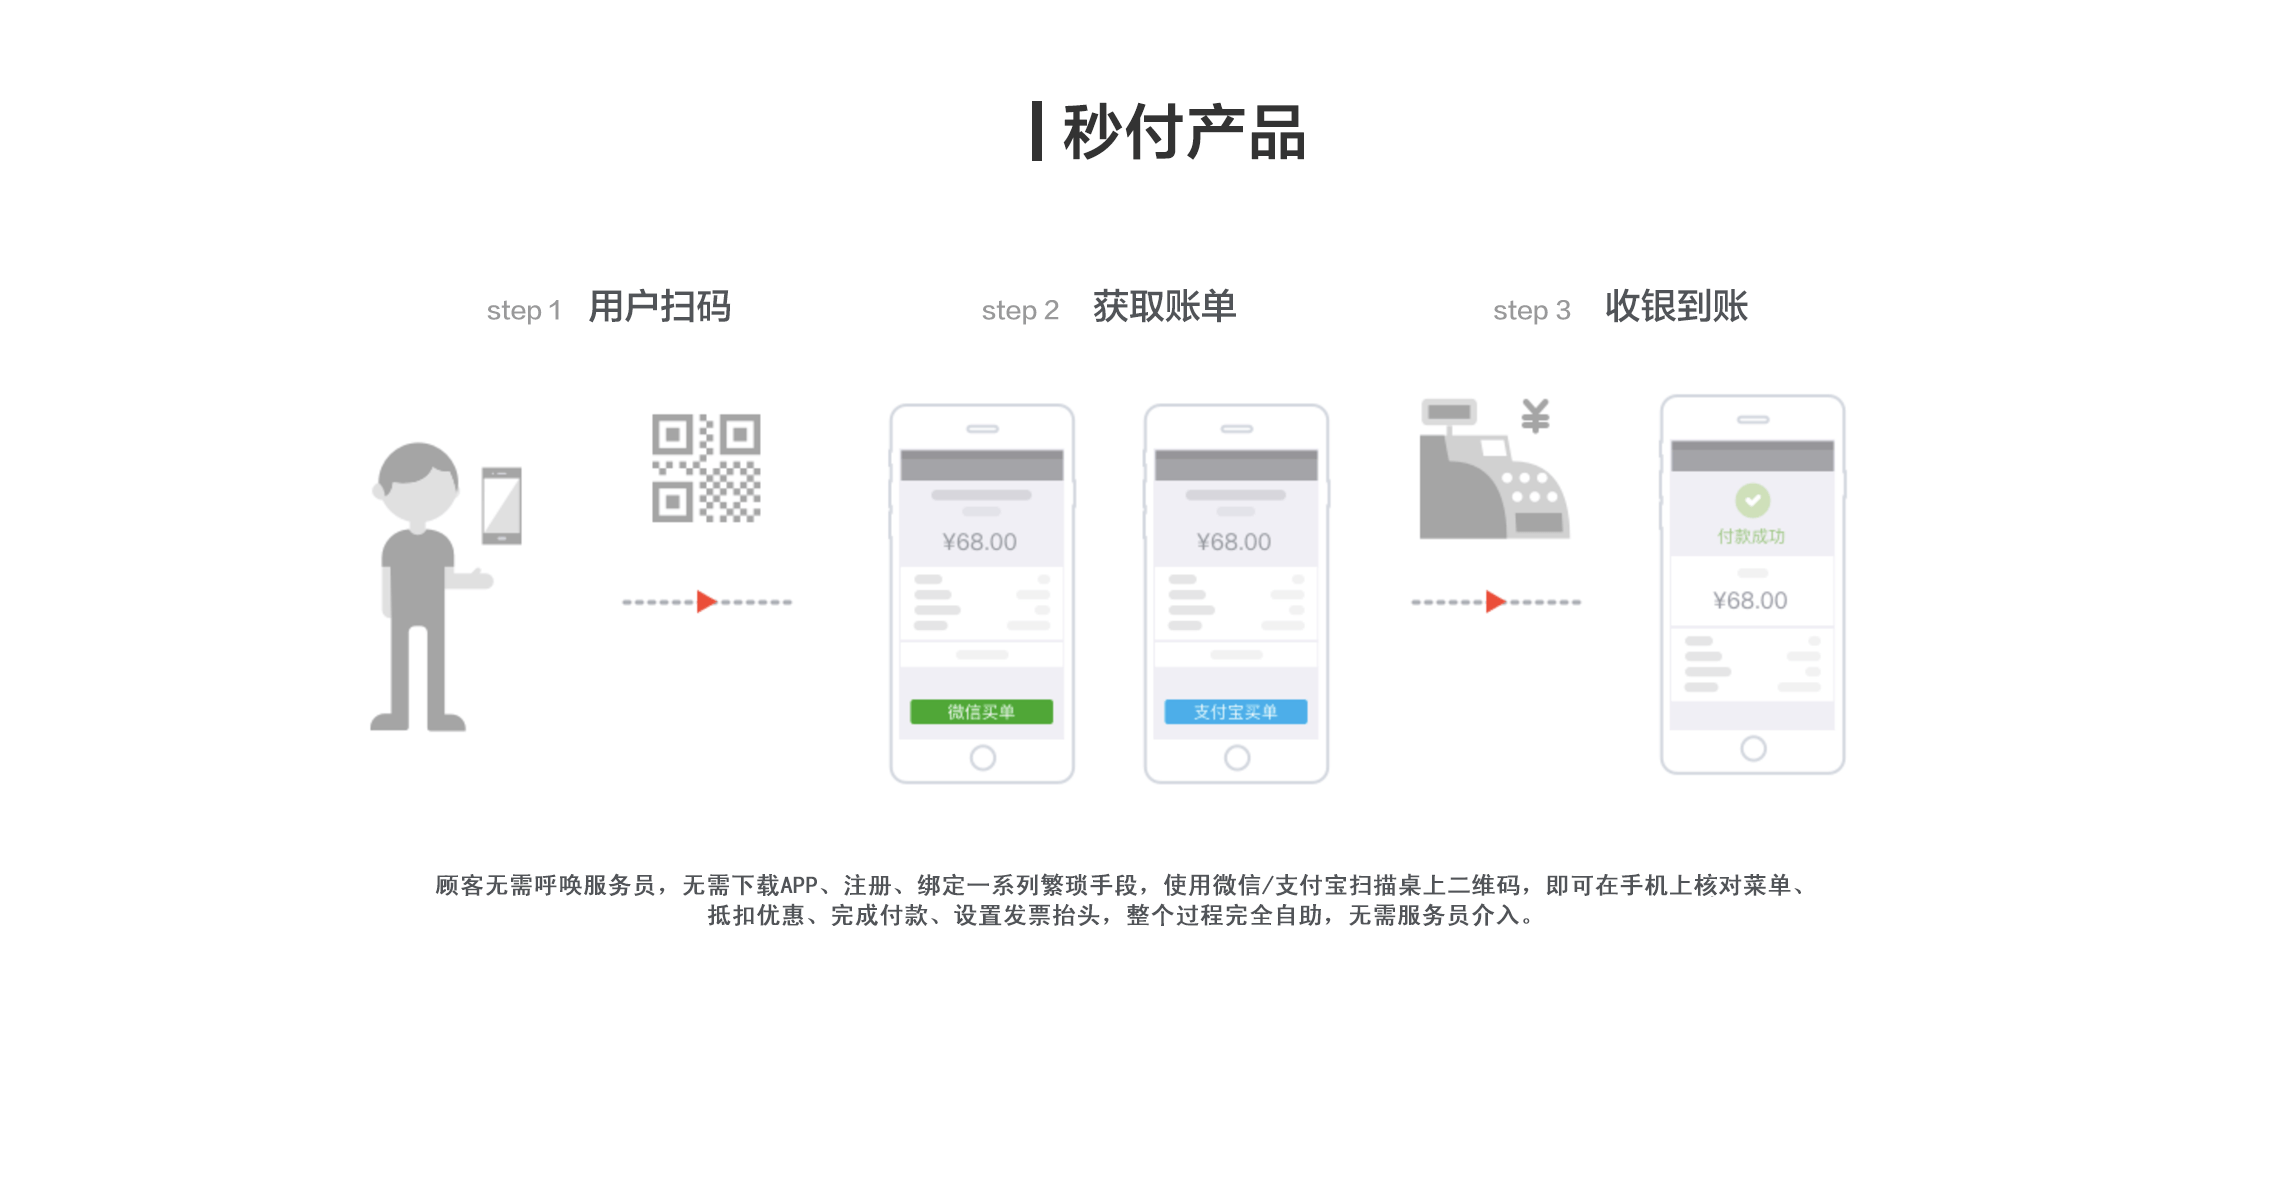 秒付产品
step 1 用户扫码
step 2 获取账单
step 3 收银到账
¥
¥68.00
¥68.00
付款成功
¥68.00
微信买单
支付宝买单
顾客无需呼唤服务员，无需下载APP、注册、绑定一系列繁琐手段，使用微信/支付宝扫描桌上二维码，即可在手机上核对菜单、
抵扣优惠、完成付款、设置发票抬头，整个过程完全自助，无需服务员介入。